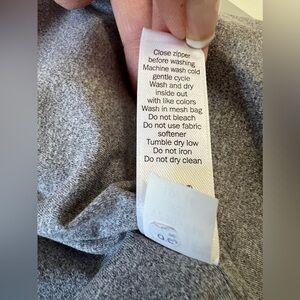 Close zipper
before washing
Machine wash cold
gentle cycle
Wash and dry
inside out
with like colors
Wash in mesh bag
Do not bleach
Do not use fabric
softener
Tumble dry low
Do not iron
Do not dry clean